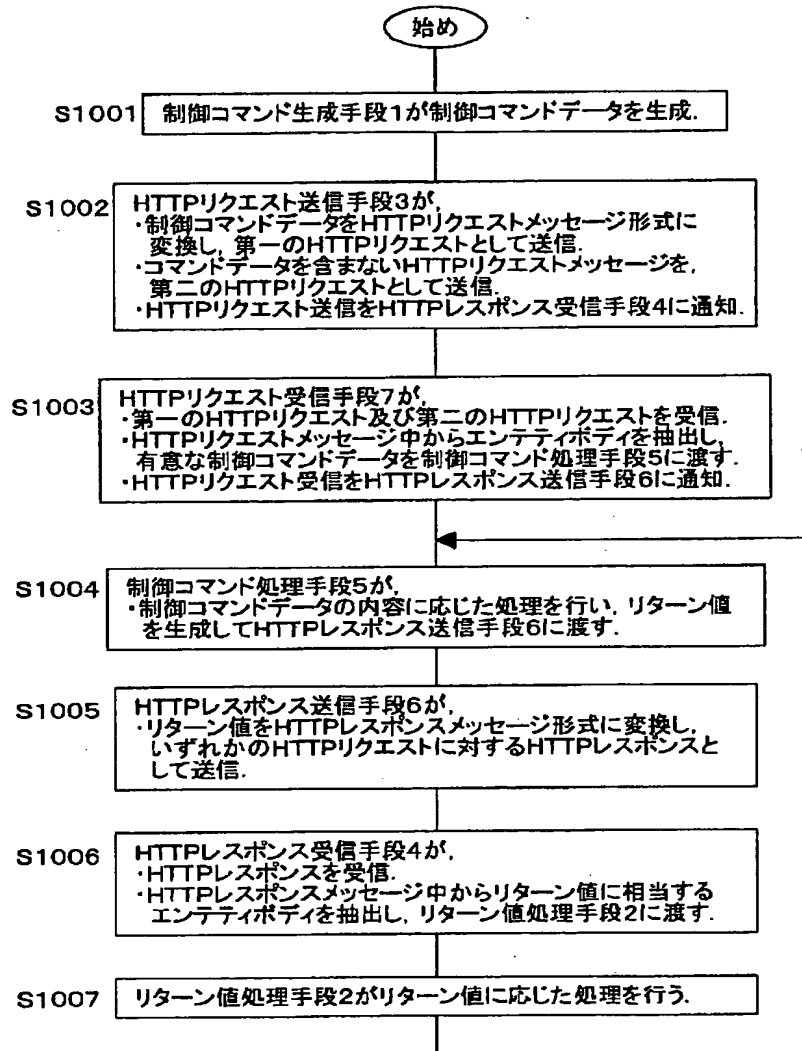 始め
S1001
制御コマンド生成手段1が制御コマンドデータを生成.
S1002
HTTPリクエスト送信手段3が,
・制御コマンドデータをHTTPリクエストメッセージ形式に
変換し, 第一のHTTPリクエストとして送信.
・コマンドデータを含まないHTTPリクエストメッセージを,
第二のHTTPリクエストとして送信.
・HTTPリクエスト送信をHTTPレスポンス受信手段4に通知.
S1003
HTTPリクエスト受信手段7が,
・第一のHTTPリクエスト及び第二のHTTPリクエストを受信.
・HTTPリクエストメッセージ中からエンテティボディを抽出し,
有意な制御コマンドデータを制御コマンド処理手段5に渡す.
・HTTPリクエスト受信をHTTPレスポンス送信手段6に通知.
S1004
制御コマンド処理手段5が,
・制御コマンドデータの内容に応じた処理を行い, リターン値
を生成してHTTPレスポンス送信手段6に渡す.
S1005
HTTPレスポンス送信手段6が,
・リターン値をHTTPレスポンスメッセージ形式に変換し,
いずれかのHTTPリクエストに対するHTTPレスポンスと
して送信.
S1006
HTTPレスポンス受信手段4が,
・HTTPレスポンスを受信.
・HTTPレスポンスメッセージ中からリターン値に相当する
エンテティボディを抽出し, リターン値処理手段2に渡す.
S1007
リターン値処理手段2がリターン値に応じた処理を行う.